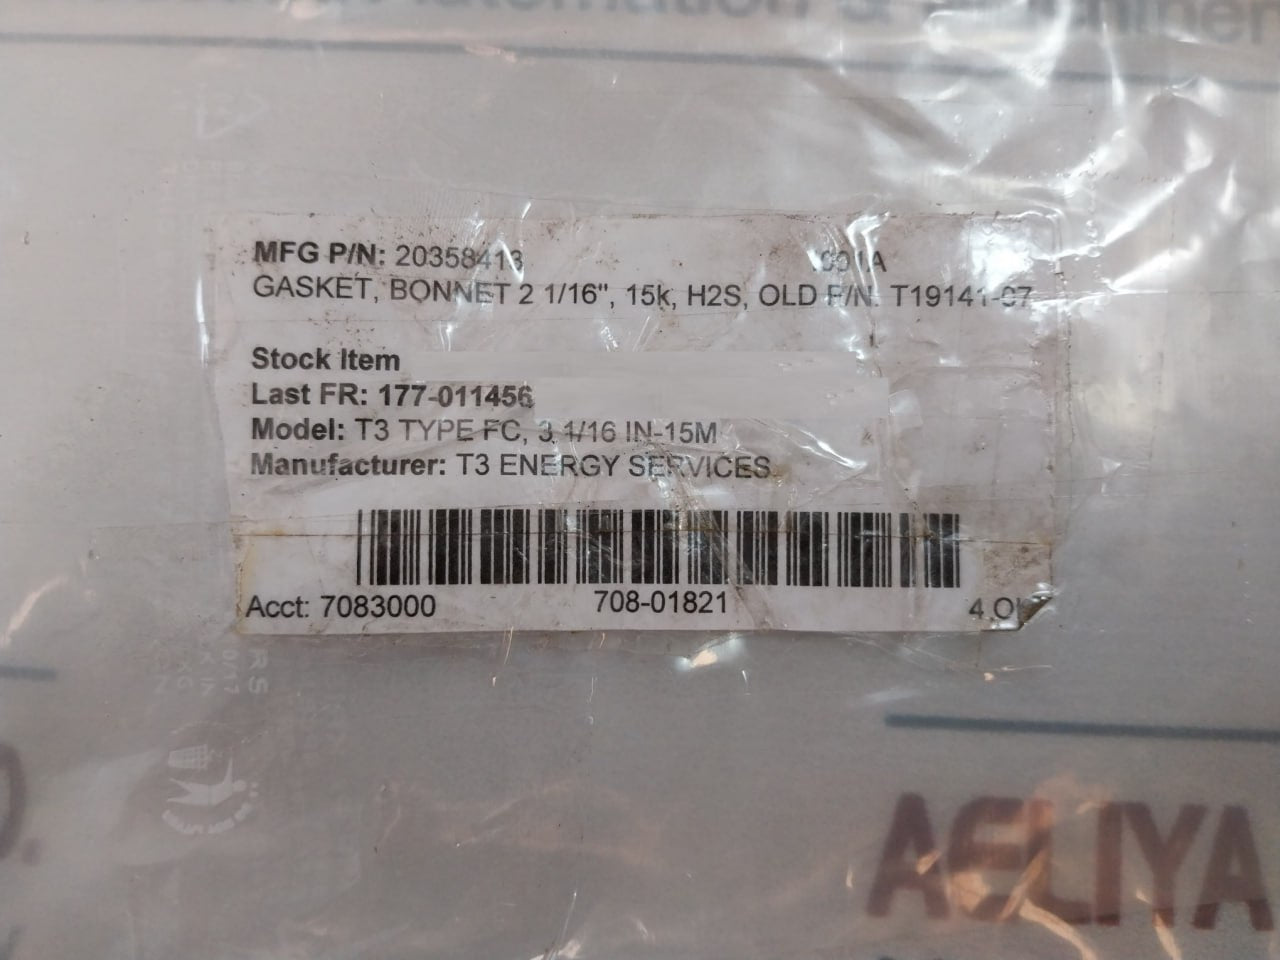 MFG P/N: 20358413
GASKET, BONNET 2 1/16", 15k, H2S, OLD P/N: T19141-07
Stock Item
Last FR: 177-011456
Model: T3 TYPE FC, 3 1/16 IN-15M
Manufacturer: T3 ENERGY SERVICES
Acct: 7083000 708-01821
AELIYA